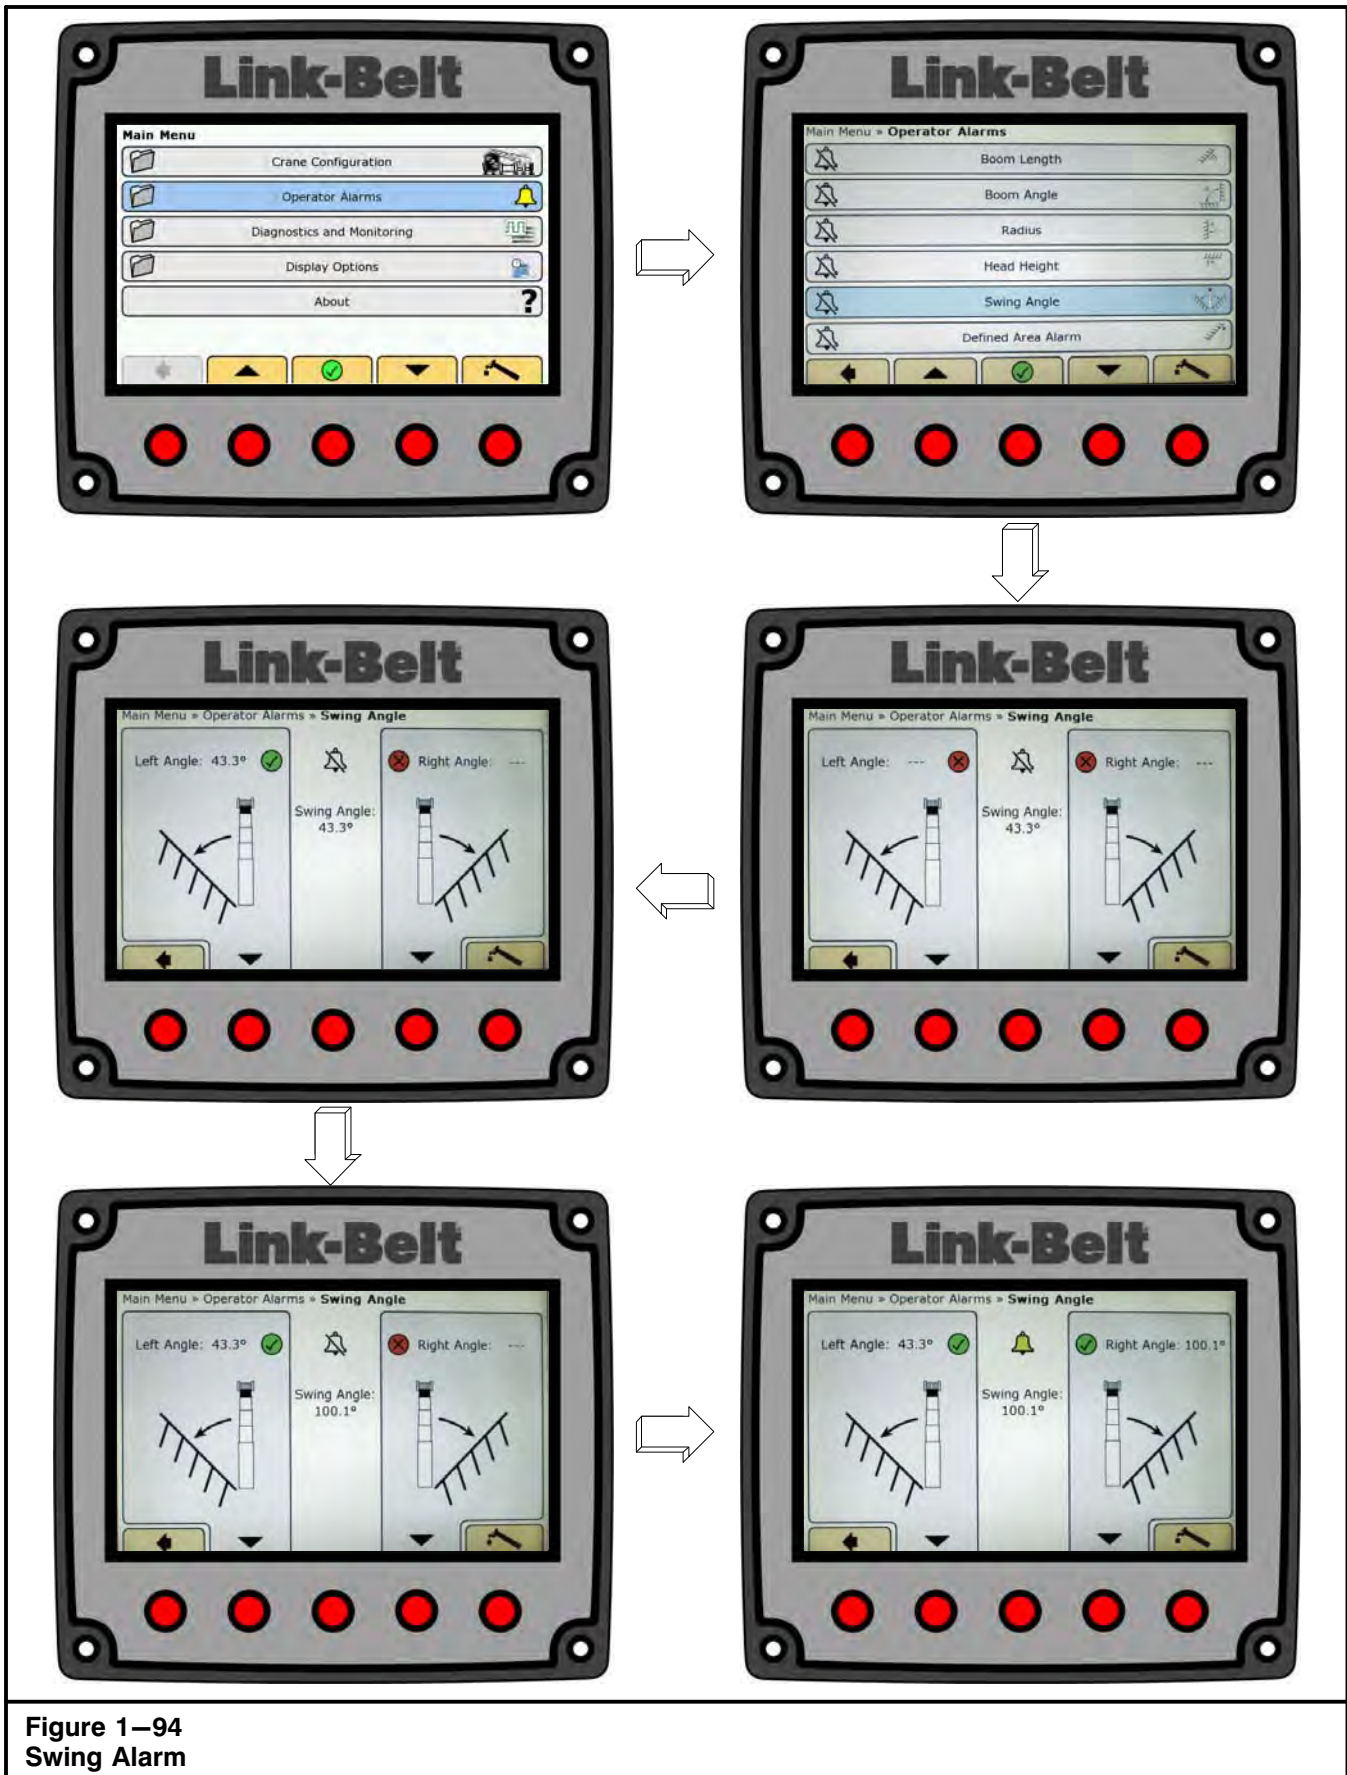 Link-Belt
Main Menu
Crane Configuration
Operator Alarms
Diagnostics and Monitoring
Display Options
About
?
Link-Belt
Main Menu » Operator Alarms
Boom Length
Boom Angle
Radius
Head Height
Swing Angle
Defined Area Alarm
Link-Belt
Main Menu » Operator Alarms » Swing Angle
Left Angle: --- Right Angle: ---
Swing Angle:
43.3°
Link-Belt
Main Menu » Operator Alarms » Swing Angle
Left Angle: 43.3° Right Angle: ---
Swing Angle:
43.3°
Link-Belt
Main Menu » Operator Alarms » Swing Angle
Left Angle: 43.3° Right Angle: ---
Swing Angle:
100.1°
Link-Belt
Main Menu » Operator Alarms » Swing Angle
Left Angle: 43.3° Right Angle: 100.1°
Swing Angle:
100.1°
Figure 1—94
Swing Alarm